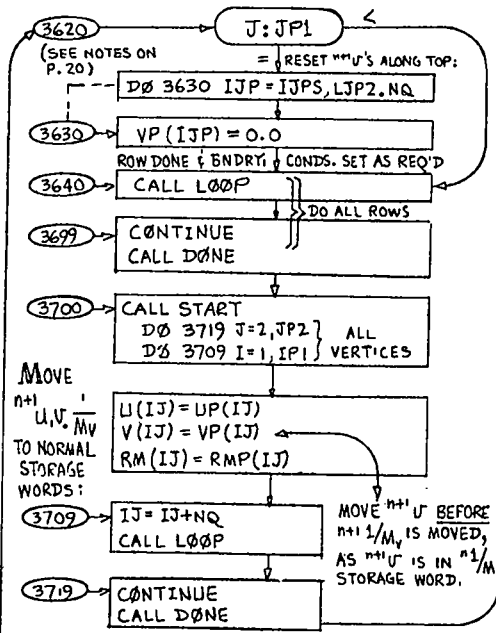 3620
J: JP1
<
(SEE NOTES ON P. 20)
= RESET n+1 υ'S ALONG TOP:
DØ 3630 IJP = IJPS, LJP2.NQ
3630
VP (IJP) = 0.0
ROW DONE & BNDRY. CONDS. SET AS REQ'D
3640
CALL LØØP
DO ALL ROWS
3699
CØNTINUE
CALL DØNE
3700
CALL START
DØ 3719 J=2, JP2
DØ 3709 I=1, IP1
ALL VERTICES
MOVE
n+1 U,V, 1/Mv
TO NORMAL
STORAGE
WORDS:
U(IJ) = UP(IJ)
V(IJ) = VP(IJ)
RM(IJ) = RMP(IJ)
3709
IJ = IJ+NQ
CALL LØØP
MOVE n+1 υ BEFORE
n+1 1/Mv IS MOVED,
AS n+1 υ IS IN n 1/M
STORAGE WORD.
3719
CØNTINUE
CALL DØNE